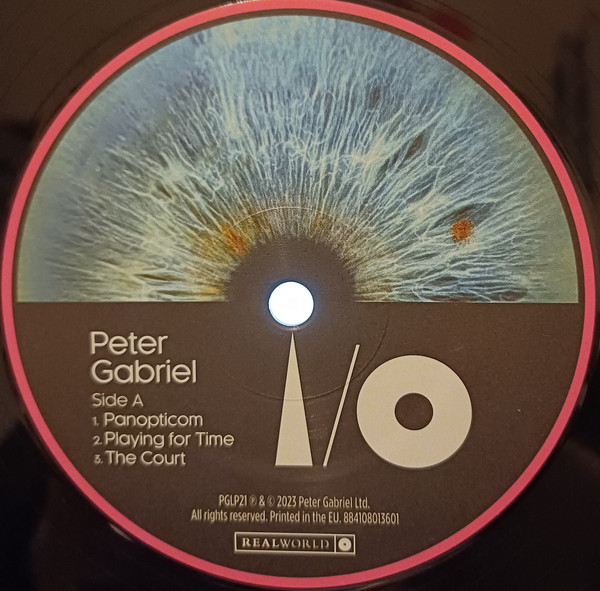 Peter
Gabriel
Side A
1. Panopticom
2. Playing for Time
3. The Court
I/O
PGLP21 ℗ & © 2023 Peter Gabriel Ltd.
All rights reserved. Printed in the EU. 884108013601
REALWORLD